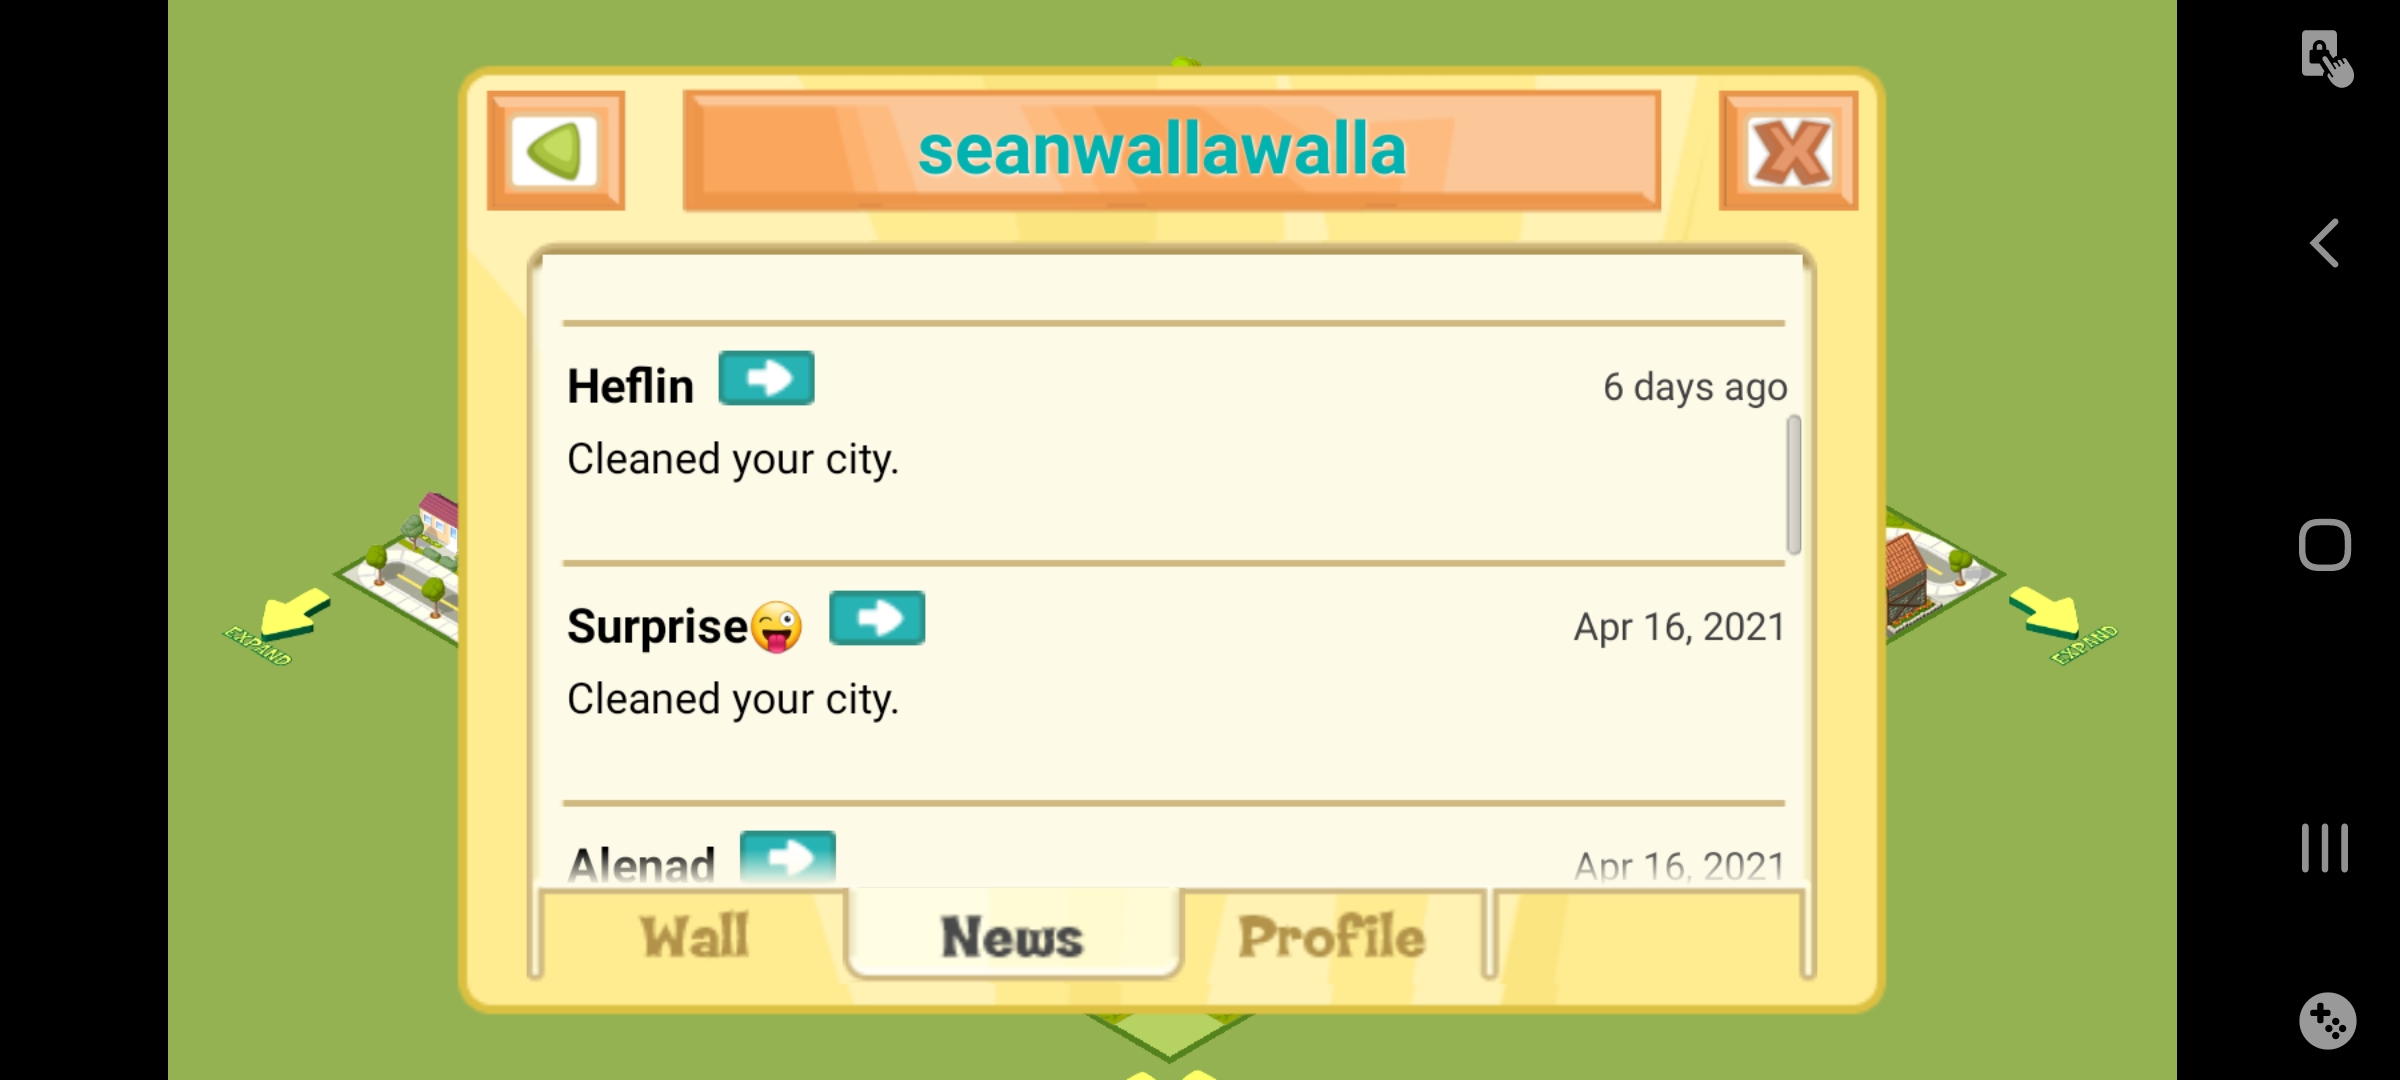 seanwallawalla
Heflin 6 days ago
Cleaned your city.
Surprise😜 Apr 16, 2021
Cleaned your city.
Alenad Apr 16, 2021
Wall News Profile
EXPAND
EXPAND